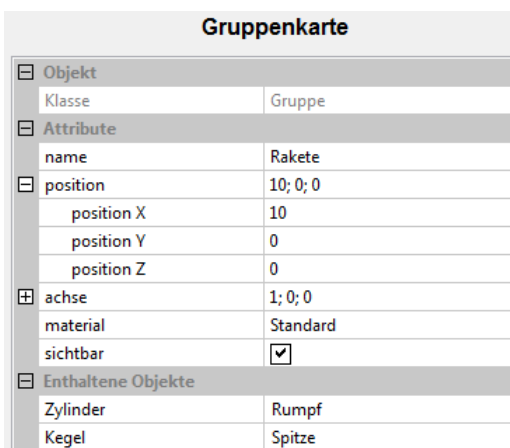 Gruppenkarte
Objekt
Klasse Gruppe
Attribute
name Rakete
position 10; 0; 0
position X 10
position Y 0
position Z 0
achse 1; 0; 0
material Standard
sichtbar
Enthaltene Objekte
Zylinder Rumpf
Kegel Spitze